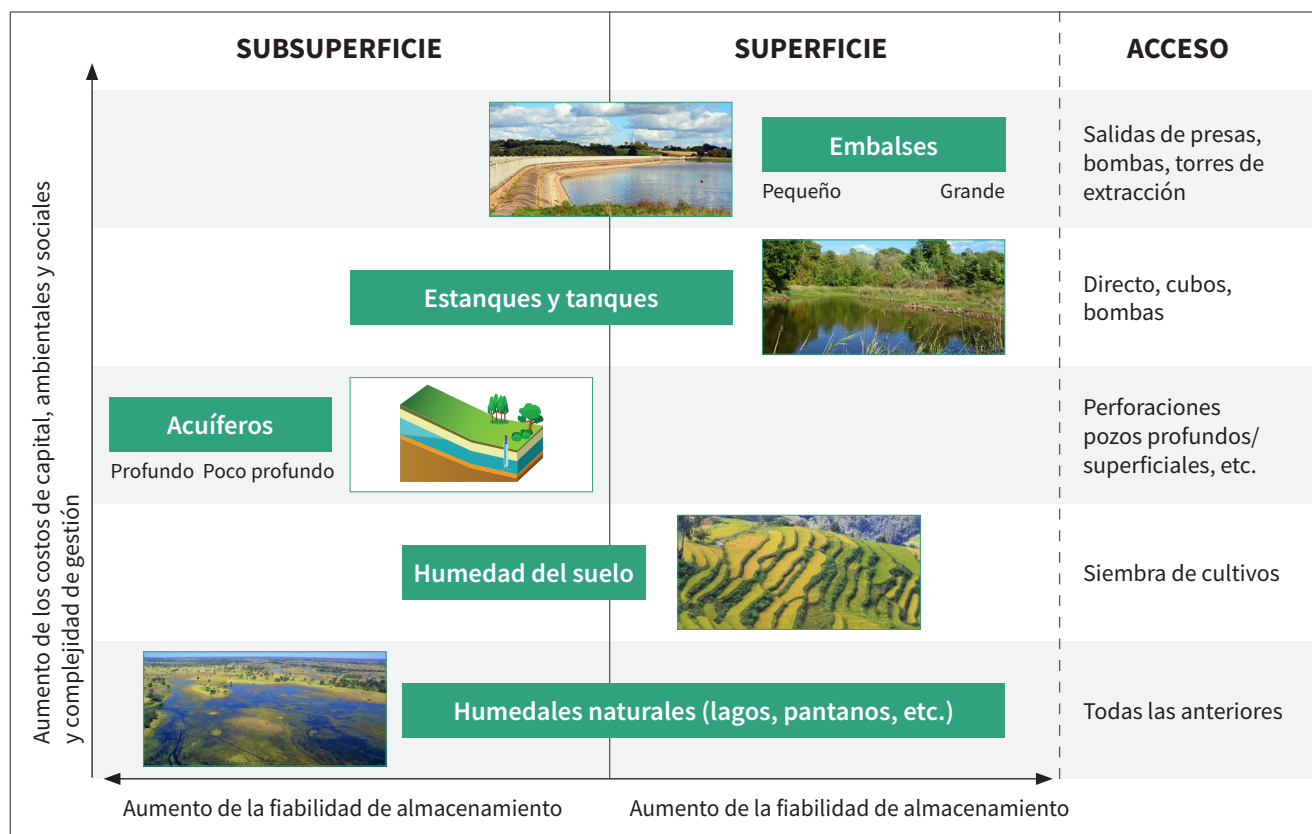 SUBSUPERFICIE
SUPERFICIE
ACCESO
Aumento de los costos de capital, ambientales y sociales
y complejidad de gestión
Embalses
Pequeño
Grande
Salidas de presas,
bombas, torres de
extracción
Estanques y tanques
Directo, cubos,
bombas
Acuíferos
Profundo
Poco profundo
Perforaciones
pozos profundos/
superficiales, etc.
Humedad del suelo
Siembra de cultivos
Humedales naturales (lagos, pantanos, etc.)
Todas las anteriores
Aumento de la fiabilidad de almacenamiento
Aumento de la fiabilidad de almacenamiento